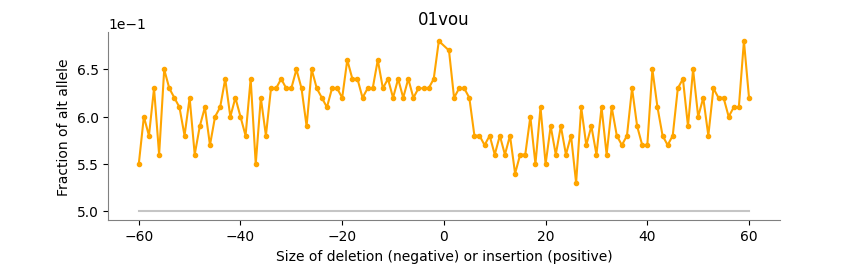 01vou
1e−1
6.5
6.0
5.5
5.0
Fraction of alt allele
−60 −40 −20 0 20 40 60
Size of deletion (negative) or insertion (positive)